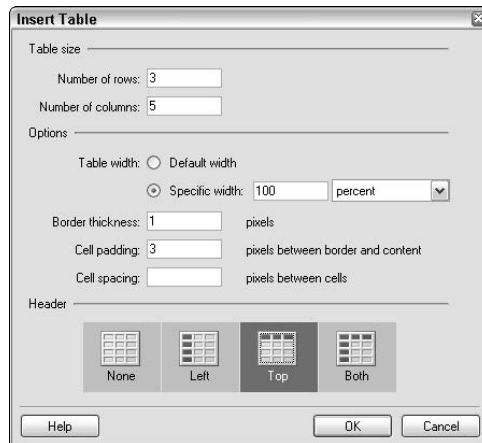 Insert Table
Table size
Number of rows: 3
Number of columns: 5
Options
Table width: Default width
Specific width: 100 percent
Border thickness: 1 pixels
Cell padding: 3 pixels between border and content
Cell spacing: pixels between cells
Header
None Left Top Both
Help OK Cancel